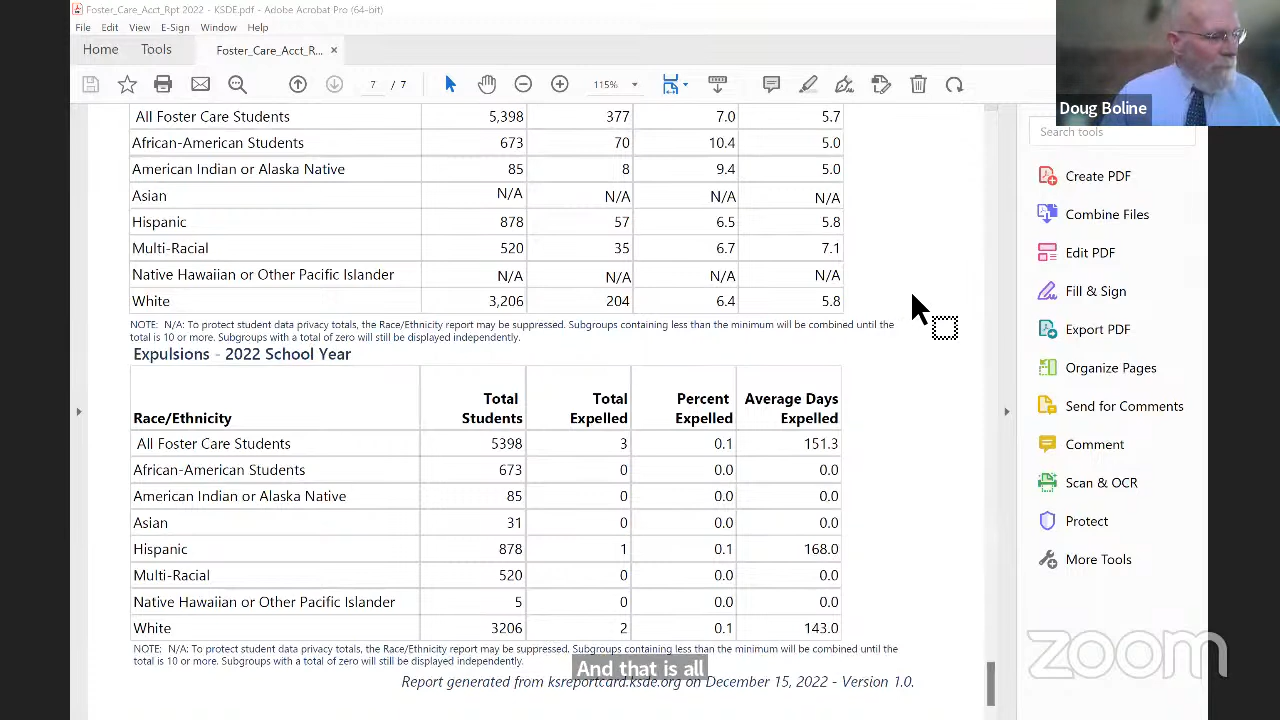 Foster_Care_Acct_Rpt 2022 - KSDE.pdf - Adobe Acrobat Pro (64-bit)
File Edit View E-Sign Window Help
Home Tools Foster_Care_Acct_R... ×
7 / 7 115%
Doug Boline
Search tools
All Foster Care Students 5,398 377 7.0 5.7
African-American Students 673 70 10.4 5.0
American Indian or Alaska Native 85 8 9.4 5.0
Asian N/A N/A N/A N/A
Hispanic 878 57 6.5 5.8
Multi-Racial 520 35 6.7 7.1
Native Hawaiian or Other Pacific Islander N/A N/A N/A N/A
White 3,206 204 6.4 5.8
NOTE: N/A: To protect student data privacy totals, the Race/Ethnicity report may be suppressed. Subgroups containing less than the minimum will be combined until the
total is 10 or more. Subgroups with a total of zero will still be displayed independently.
Expulsions - 2022 School Year
Race/Ethnicity Total Students Total Expelled Percent Expelled Average Days Expelled
All Foster Care Students 5398 3 0.1 151.3
African-American Students 673 0 0.0 0.0
American Indian or Alaska Native 85 0 0.0 0.0
Asian 31 0 0.0 0.0
Hispanic 878 1 0.1 168.0
Multi-Racial 520 0 0.0 0.0
Native Hawaiian or Other Pacific Islander 5 0 0.0 0.0
White 3206 2 0.1 143.0
NOTE: N/A: To protect student data privacy totals, the Race/Ethnicity report may be suppressed. Subgroups containing less than the minimum will be combined until the
total is 10 or more. Subgroups with a total of zero will still be displayed independently.
And that is all
Report generated from ksreportcard.ksde.org on December 15, 2022 - Version 1.0.
Create PDF
Combine Files
Edit PDF
Fill & Sign
Export PDF
Organize Pages
Send for Comments
Comment
Scan & OCR
Protect
More Tools
zoom